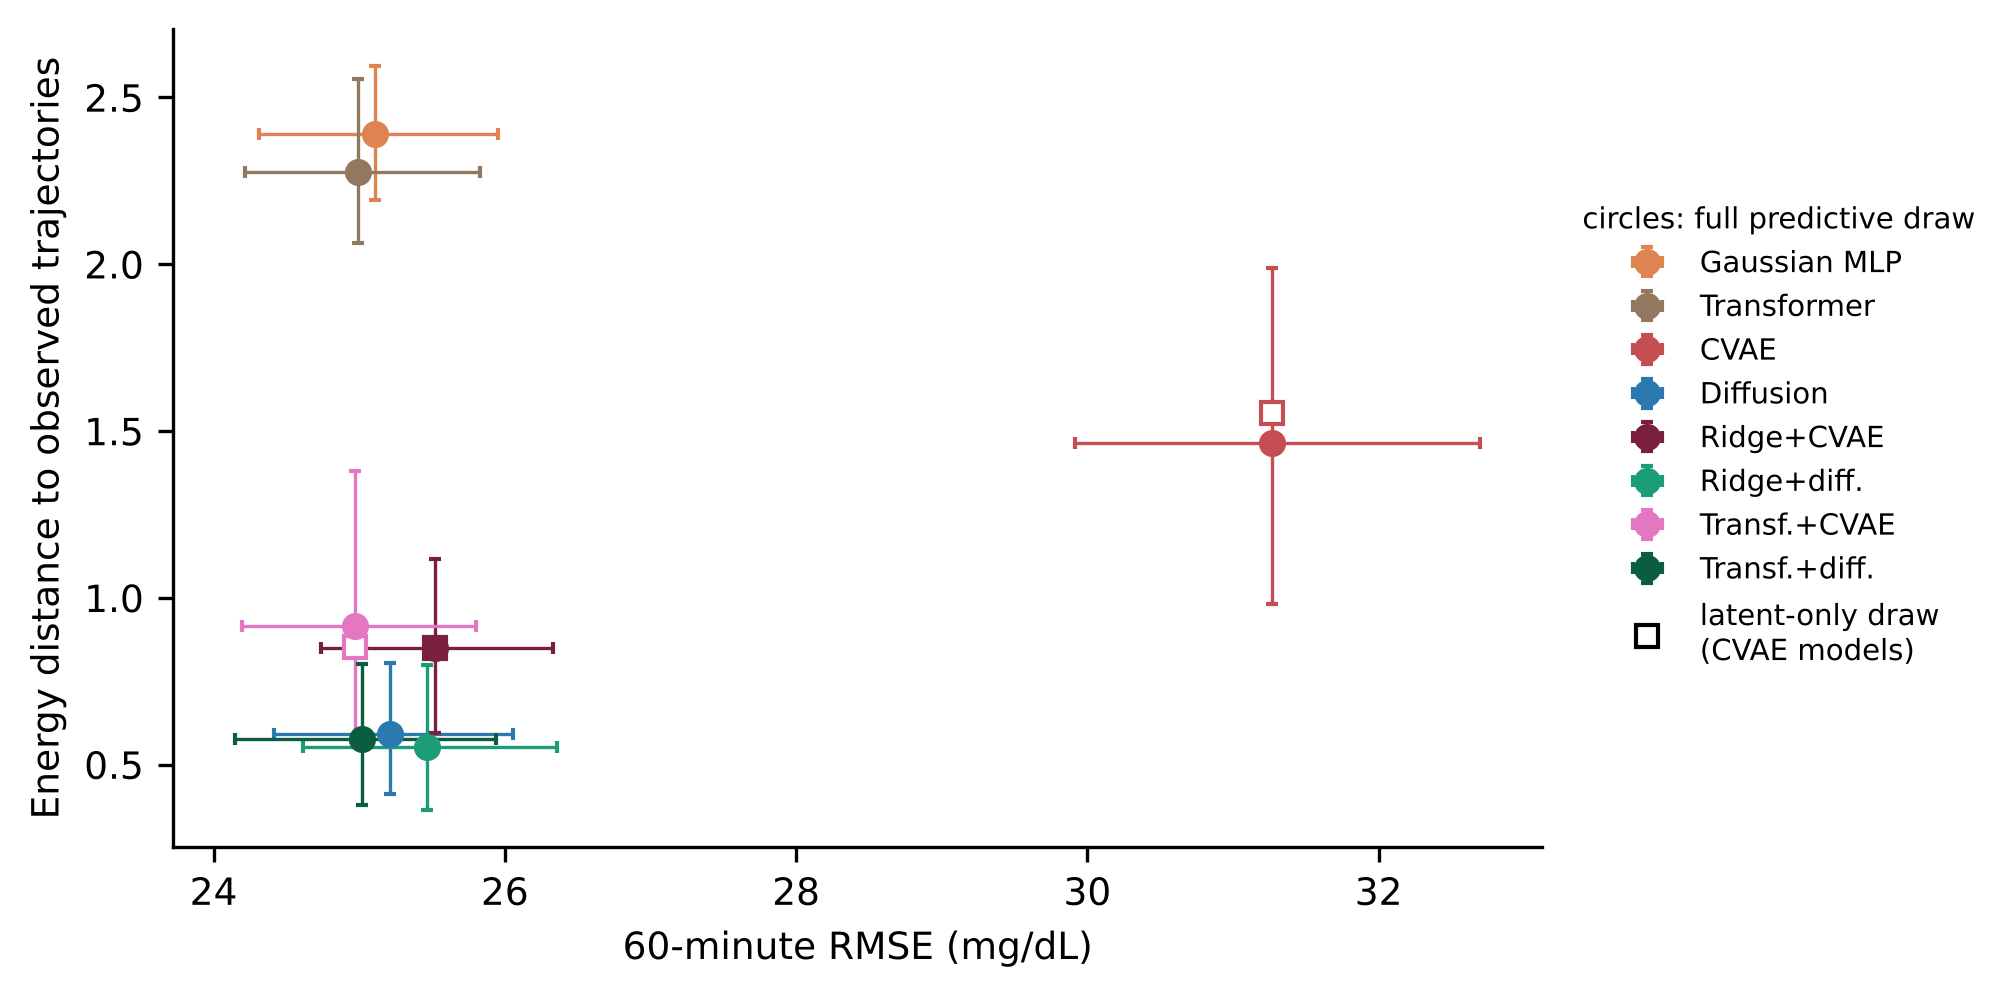 Energy distance to observed trajectories
2.5
2.0
1.5
1.0
0.5
24
26
28
30
32
60-minute RMSE (mg/dL)
circles: full predictive draw
Gaussian MLP
Transformer
CVAE
Diffusion
Ridge+CVAE
Ridge+diff.
Transf.+CVAE
Transf.+diff.
latent-only draw
(CVAE models)